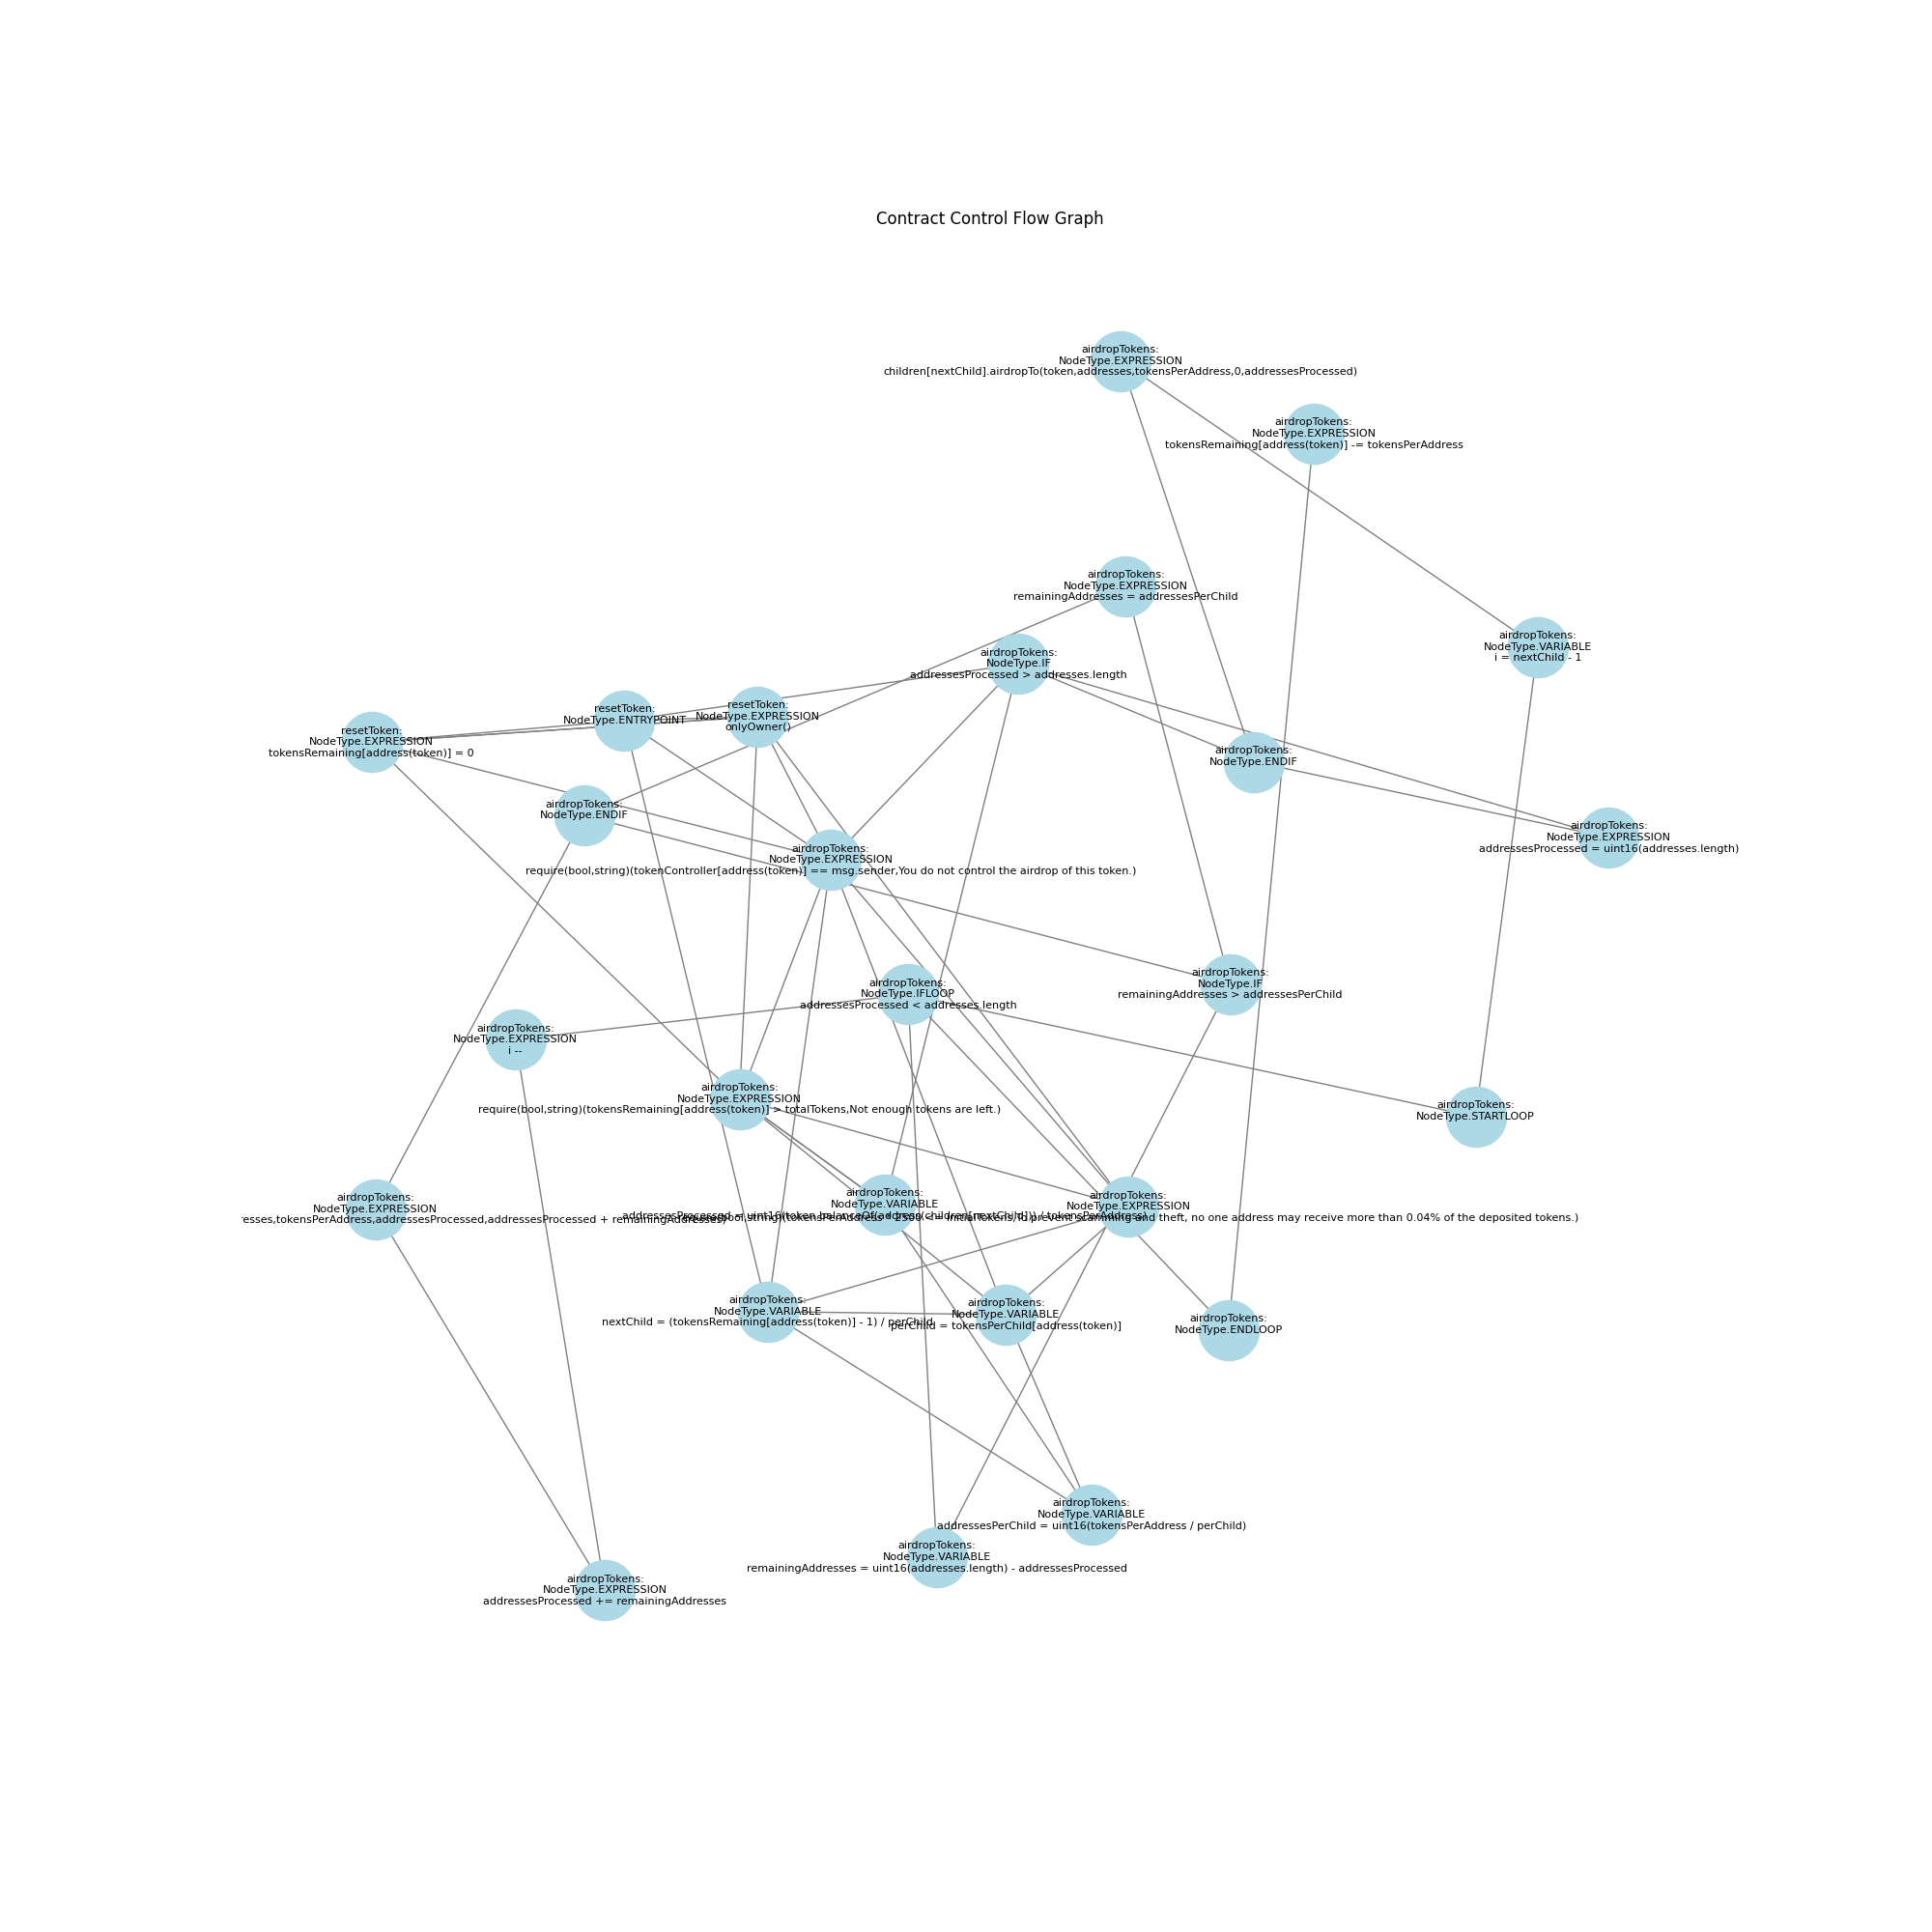 Contract Control Flow Graph
airdropTokens:
NodeType.EXPRESSION
children[nextChild].airdropTo(token,addresses,tokensPerAddress,0,addressesProcessed)
airdropTokens:
NodeType.EXPRESSION
tokensRemaining[address(token)] -= tokensPerAddress
airdropTokens:
NodeType.EXPRESSION
remainingAddresses = addressesPerChild
airdropTokens:
NodeType.VARIABLE
i = nextChild - 1
airdropTokens:
NodeType.IF
addressesProcessed > addresses.length
resetToken:
NodeType.ENTRYPOINT
resetToken:
NodeType.EXPRESSION
onlyOwner()
resetToken:
NodeType.EXPRESSION
tokensRemaining[address(token)] = 0
airdropTokens:
NodeType.ENDIF
airdropTokens:
NodeType.ENDIF
airdropTokens:
NodeType.EXPRESSION
addressesProcessed = uint16(addresses.length)
airdropTokens:
NodeType.EXPRESSION
require(bool,string)(tokenController[address(token)] == msg.sender,You do not control the airdrop of this token.)
airdropTokens:
NodeType.IF
remainingAddresses > addressesPerChild
airdropTokens:
NodeType.IFLOOP
addressesProcessed < addresses.length
airdropTokens:
NodeType.EXPRESSION
i --
airdropTokens:
NodeType.EXPRESSION
require(bool,string)(tokensRemaining[address(token)] > totalTokens,Not enough tokens are left.)
airdropTokens:
NodeType.STARTLOOP
airdropTokens:
NodeType.EXPRESSION
resses,tokensPerAddress,addressesProcessed,addressesProcessed + remainingAddresses)
airdropTokens:
NodeType.VARIABLE
addressesProcessed = uint16(token.balanceOf(address(children[nextChild])) / tokensPerAddress)
airdropTokens:
NodeType.EXPRESSION
initialTokens,To prevent scamming and theft, no one address may receive more than 0.04% of the deposited tokens.)
airdropTokens:
NodeType.VARIABLE
nextChild = (tokensRemaining[address(token)] - 1) / perChild
airdropTokens:
NodeType.VARIABLE
perChild = tokensPerChild[address(token)]
airdropTokens:
NodeType.ENDLOOP
airdropTokens:
NodeType.VARIABLE
addressesPerChild = uint16(tokensPerAddress / perChild)
airdropTokens:
NodeType.VARIABLE
remainingAddresses = uint16(addresses.length) - addressesProcessed
airdropTokens:
NodeType.EXPRESSION
addressesProcessed += remainingAddresses